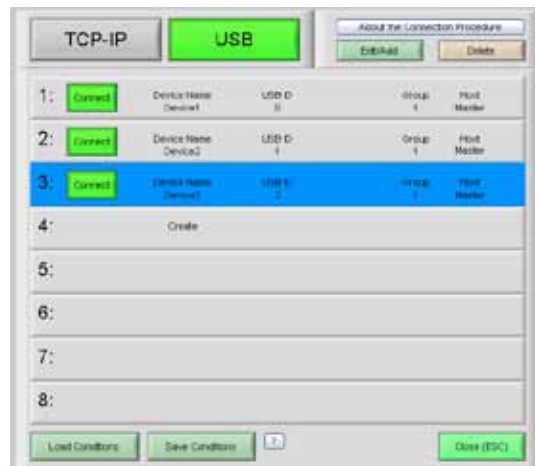 TCP-IP
USB
About the Connection Procedure
Edit/Add
Delete
1: Connect Device Name USB ID Group Host
Device1 0 1 Master
2: Connect Device Name USB ID Group Host
Device2 1 1 Master
3: Connect Device Name USB ID Group Host
Device3 2 1 Master
4: Create
5:
6:
7:
8:
Load Conditions
Save Conditions
?
Close (ESC)